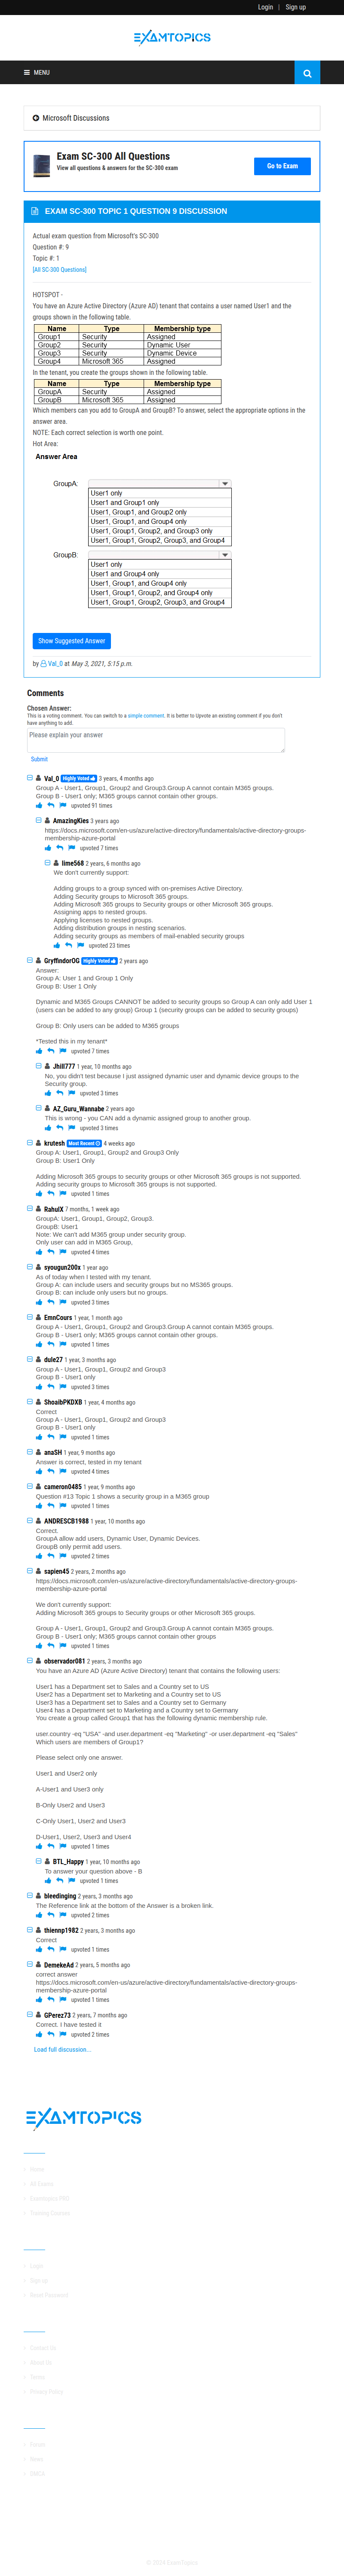 Login | Sign up
EXAMTOPICS
MENU
Microsoft Discussions
Exam SC-300 All Questions
View all questions & answers for the SC-300 exam
Go to Exam
EXAM SC-300 TOPIC 1 QUESTION 9 DISCUSSION
Actual exam question from Microsoft's SC-300
Question #: 9
Topic #: 1
[All SC-300 Questions]
HOTSPOT -
You have an Azure Active Directory (Azure AD) tenant that contains a user named User1 and the
groups shown in the following table.
Name Type Membership type
Group1 Security Assigned
Group2 Security Dynamic User
Group3 Security Dynamic Device
Group4 Microsoft 365 Assigned
In the tenant, you create the groups shown in the following table.
Name Type Membership type
GroupA Security Assigned
GroupB Microsoft 365 Assigned
Which members can you add to GroupA and GroupB? To answer, select the appropriate options in the
answer area.
NOTE: Each correct selection is worth one point.
Hot Area:
Answer Area
GroupA:
User1 only
User1 and Group1 only
User1, Group1, and Group2 only
User1, Group1, and Group4 only
User1, Group1, Group2, and Group3 only
User1, Group1, Group2, Group3, and Group4
GroupB:
User1 only
User1 and Group4 only
User1, Group1, and Group4 only
User1, Group1, Group2, and Group4 only
User1, Group1, Group2, Group3, and Group4
Show Suggested Answer
by Val_0 at May 3, 2021, 5:15 p.m.
Comments
Chosen Answer:
This is a voting comment. You can switch to a simple comment. It is better to Upvote an existing comment if you don't
have anything to add.
Please explain your answer
Submit
Val_0 Highly Voted 3 years, 4 months ago
Group A - User1, Group1, Group2 and Group3.Group A cannot contain M365 groups.
Group B - User1 only; M365 groups cannot contain other groups.
upvoted 91 times
AmazingKies 3 years ago
https://docs.microsoft.com/en-us/azure/active-directory/fundamentals/active-directory-groups-
membership-azure-portal
upvoted 7 times
lime568 2 years, 6 months ago
We don't currently support:
Adding groups to a group synced with on-premises Active Directory.
Adding Security groups to Microsoft 365 groups.
Adding Microsoft 365 groups to Security groups or other Microsoft 365 groups.
Assigning apps to nested groups.
Applying licenses to nested groups.
Adding distribution groups in nesting scenarios.
Adding security groups as members of mail-enabled security groups
upvoted 23 times
GryffindorOG Highly Voted 2 years ago
Answer:
Group A: User 1 and Group 1 Only
Group B: User 1 Only
Dynamic and M365 Groups CANNOT be added to security groups so Group A can only add User 1
(users can be added to any group) Group 1 (security groups can be added to security groups)
Group B: Only users can be added to M365 groups
*Tested this in my tenant*
upvoted 7 times
Jhill777 1 year, 10 months ago
No, you didn't test because I just assigned dynamic user and dynamic device groups to the
Security group.
upvoted 3 times
AZ_Guru_Wannabe 2 years ago
This is wrong - you CAN add a dynamic assigned group to another group.
upvoted 3 times
krutesh Most Recent 4 weeks ago
Group A: User1, Group1, Group2 and Group3 Only
Group B: User1 Only
Adding Microsoft 365 groups to security groups or other Microsoft 365 groups is not supported.
Adding security groups to Microsoft 365 groups is not supported.
upvoted 1 times
RahulX 7 months, 1 week ago
GroupA: User1, Group1, Group2, Group3.
GroupB: User1
Note: We can't add M365 group under security group.
Only user can add in M365 Group,
upvoted 4 times
syougun200x 1 year ago
As of today when I tested with my tenant.
Group A: can include users and security groups but no MS365 groups.
Group B: can include only users but no groups.
upvoted 3 times
EmnCours 1 year, 1 month ago
Group A - User1, Group1, Group2 and Group3.Group A cannot contain M365 groups.
Group B - User1 only; M365 groups cannot contain other groups.
upvoted 1 times
dule27 1 year, 3 months ago
Group A - User1, Group1, Group2 and Group3
Group B - User1 only
upvoted 3 times
ShoaibPKDXB 1 year, 4 months ago
Correct
Group A - User1, Group1, Group2 and Group3
Group B - User1 only
upvoted 1 times
anaSH 1 year, 9 months ago
Answer is correct, tested in my tenant
upvoted 4 times
cameron0485 1 year, 9 months ago
Question #13 Topic 1 shows a security group in a M365 group
upvoted 1 times
ANDRESCB1988 1 year, 10 months ago
Correct.
GroupA allow add users, Dynamic User, Dynamic Devices.
GroupB only permit add users.
upvoted 2 times
sapien45 2 years, 2 months ago
https://docs.microsoft.com/en-us/azure/active-directory/fundamentals/active-directory-groups-
membership-azure-portal
We don't currently support:
Adding Microsoft 365 groups to Security groups or other Microsoft 365 groups.
Group A - User1, Group1, Group2 and Group3.Group A cannot contain M365 groups.
Group B - User1 only; M365 groups cannot contain other groups
upvoted 1 times
observador081 2 years, 3 months ago
You have an Azure AD (Azure Active Directory) tenant that contains the following users:
User1 has a Department set to Sales and a Country set to US
User2 has a Department set to Marketing and a Country set to US
User3 has a Department set to Sales and a Country set to Germany
User4 has a Department set to Marketing and a Country set to Germany
You create a group called Group1 that has the following dynamic membership rule.
user.country -eq "USA" -and user.department -eq "Marketing" -or user.department -eq "Sales"
Which users are members of Group1?
Please select only one answer.
User1 and User2 only
A-User1 and User3 only
B-Only User2 and User3
C-Only User1, User2 and User3
D-User1, User2, User3 and User4
upvoted 1 times
BTL_Happy 1 year, 10 months ago
To answer your question above - B
upvoted 1 times
bleedinging 2 years, 3 months ago
The Reference link at the bottom of the Answer is a broken link.
upvoted 2 times
thiennp1982 2 years, 3 months ago
Correct
upvoted 1 times
DemekeAd 2 years, 5 months ago
correct answer
https://docs.microsoft.com/en-us/azure/active-directory/fundamentals/active-directory-groups-
membership-azure-portal
upvoted 1 times
GPerez73 2 years, 7 months ago
Correct. I have tested it
upvoted 2 times
Load full discussion...
EXAMTOPICS
Home
All Exams
Examtopics PRO
Training Courses
Login
Sign up
Reset Password
Contact Us
About Us
Terms
Privacy Policy
Forum
News
DMCA
© 2024 ExamTopics